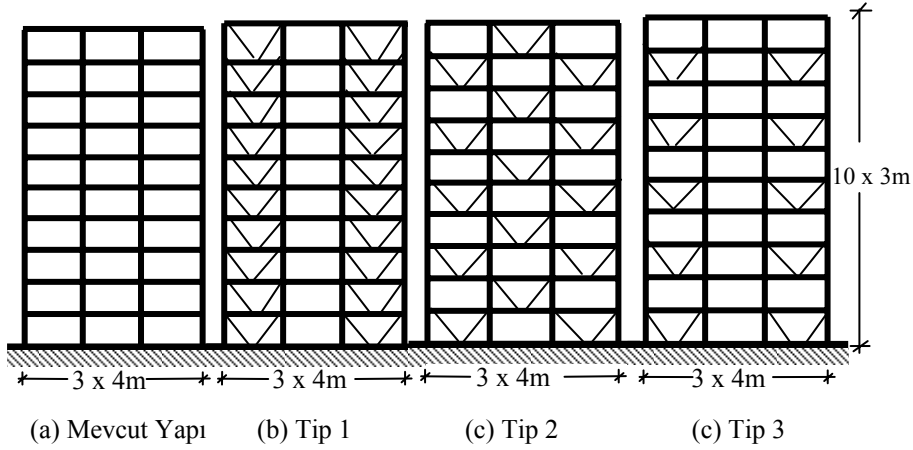 10 x 3m
3 x 4m 3 x 4m 3 x 4m 3 x 4m
(a) Mevcut Yapı (b) Tip 1 (c) Tip 2 (c) Tip 3